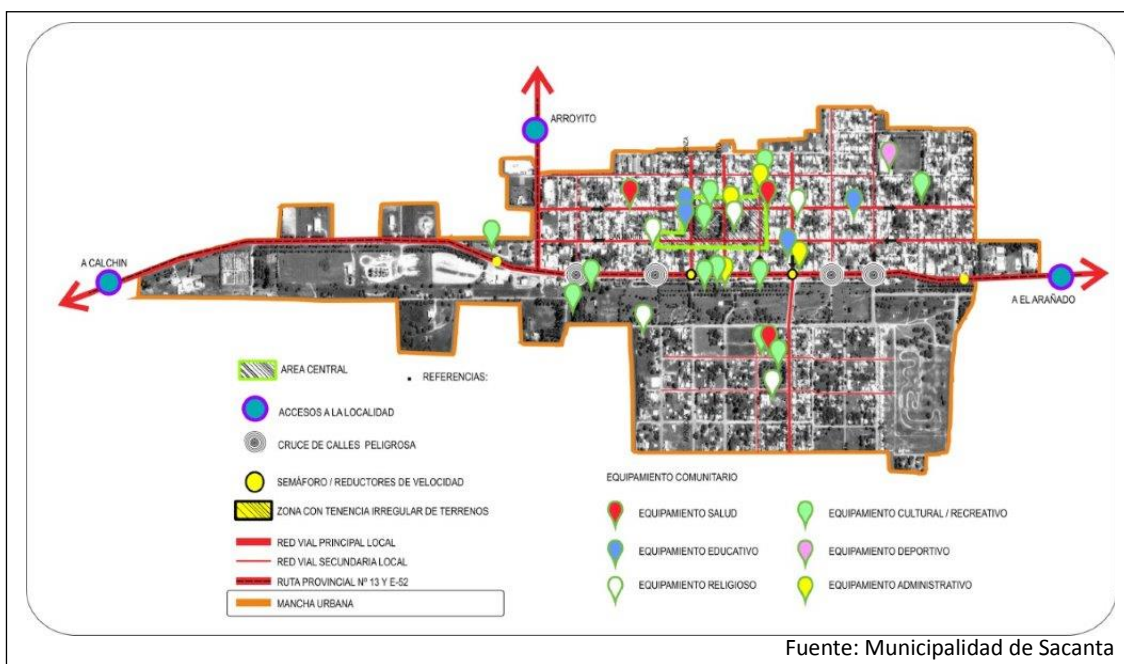 ARROYITO
A CALCHIN
A EL ARAÑADO
AREA CENTRAL
REFERENCIAS:
ACCESOS A LA LOCALIDAD
CRUCE DE CALLES PELIGROSA
SEMÀFORO / REDUCTORES DE VELOCIDAD
ZONA CON TENENCIA IRREGULAR DE TERRENOS
RED VIAL PRINCIPAL LOCAL
RED VIAL SECUNDARIA LOCAL
RUTA PROVINCIAL Nº 13 Y E-52
MANCHA URBANA
EQUIPAMIENTO COMUNITARIO
EQUIPAMIENTO SALUD
EQUIPAMIENTO CULTURAL / RECREATIVO
EQUIPAMIENTO EDUCATIVO
EQUIPAMIENTO DEPORTIVO
EQUIPAMIENTO RELIGIOSO
EQUIPAMIENTO ADMINISTRATIVO
Fuente: Municipalidad de Sacanta